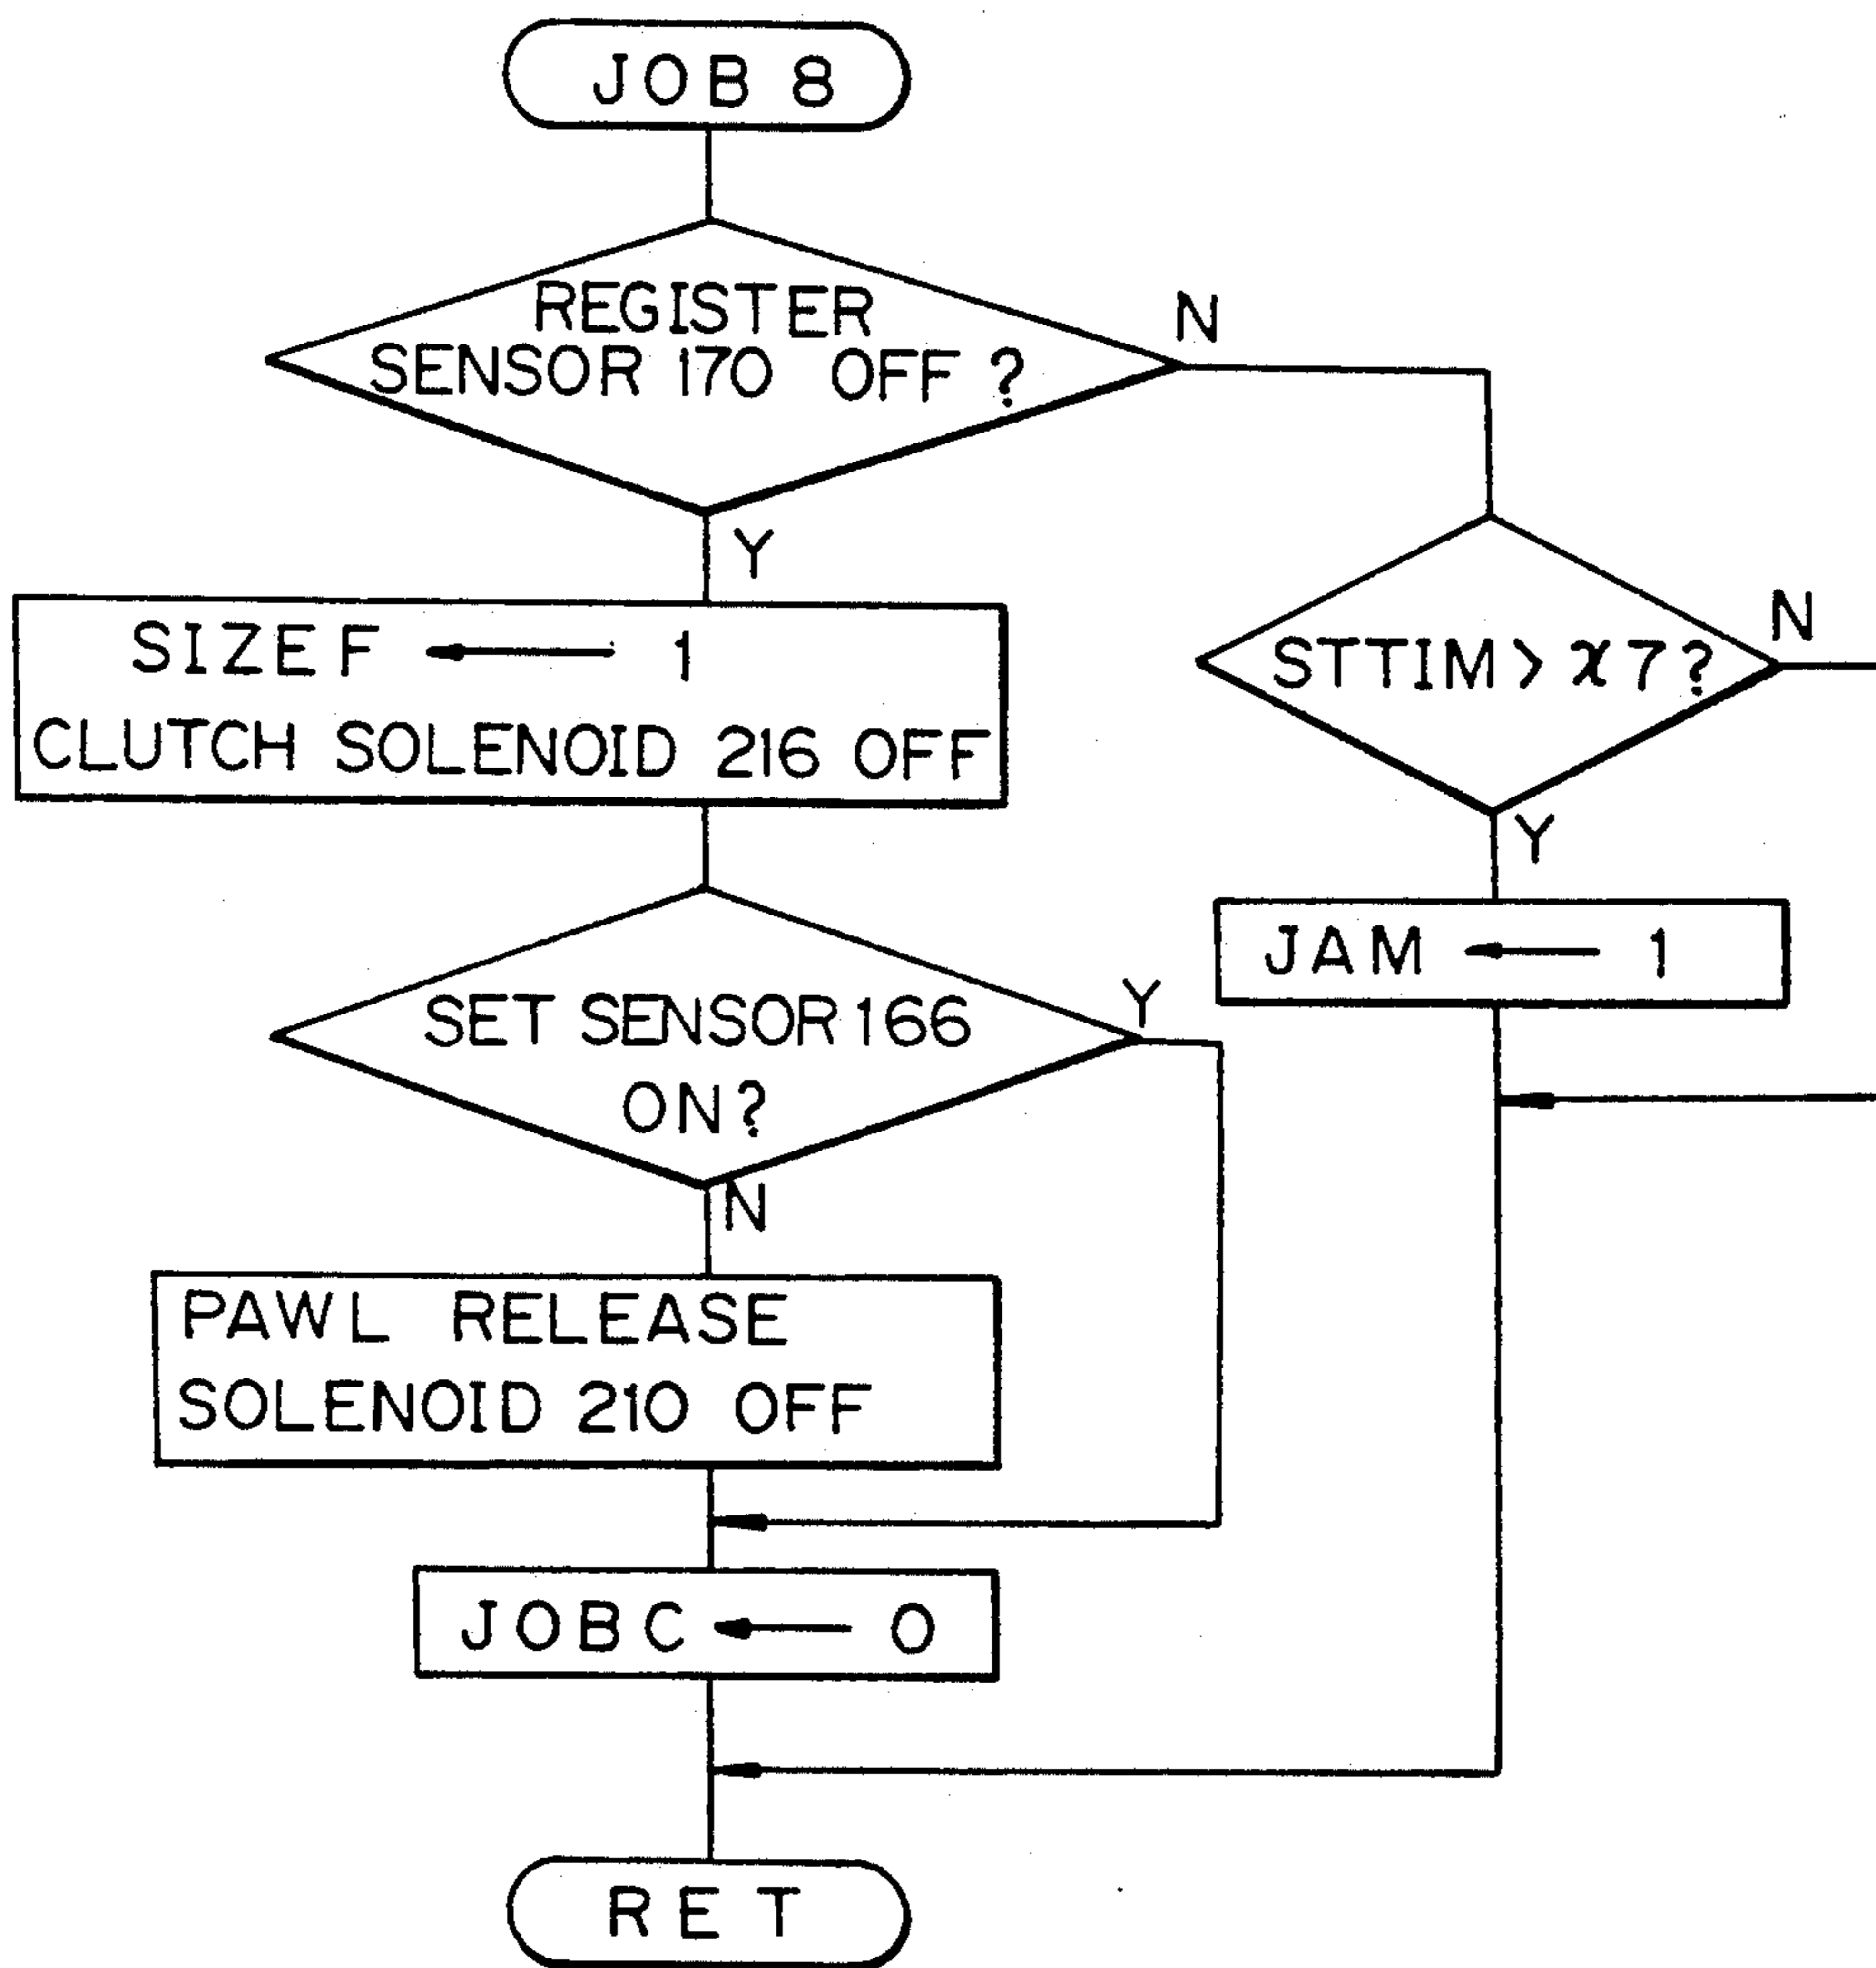 JOB 8
REGISTER
SENSOR 170 OFF ?
N
Y
SIZEF ← 1
CLUTCH SOLENOID 216 OFF
STTIM > χ7?
N
Y
JAM ← 1
SET SENSOR 166
ON?
Y
N
PAWL RELEASE
SOLENOID 210 OFF
JOBC ← 0
RET